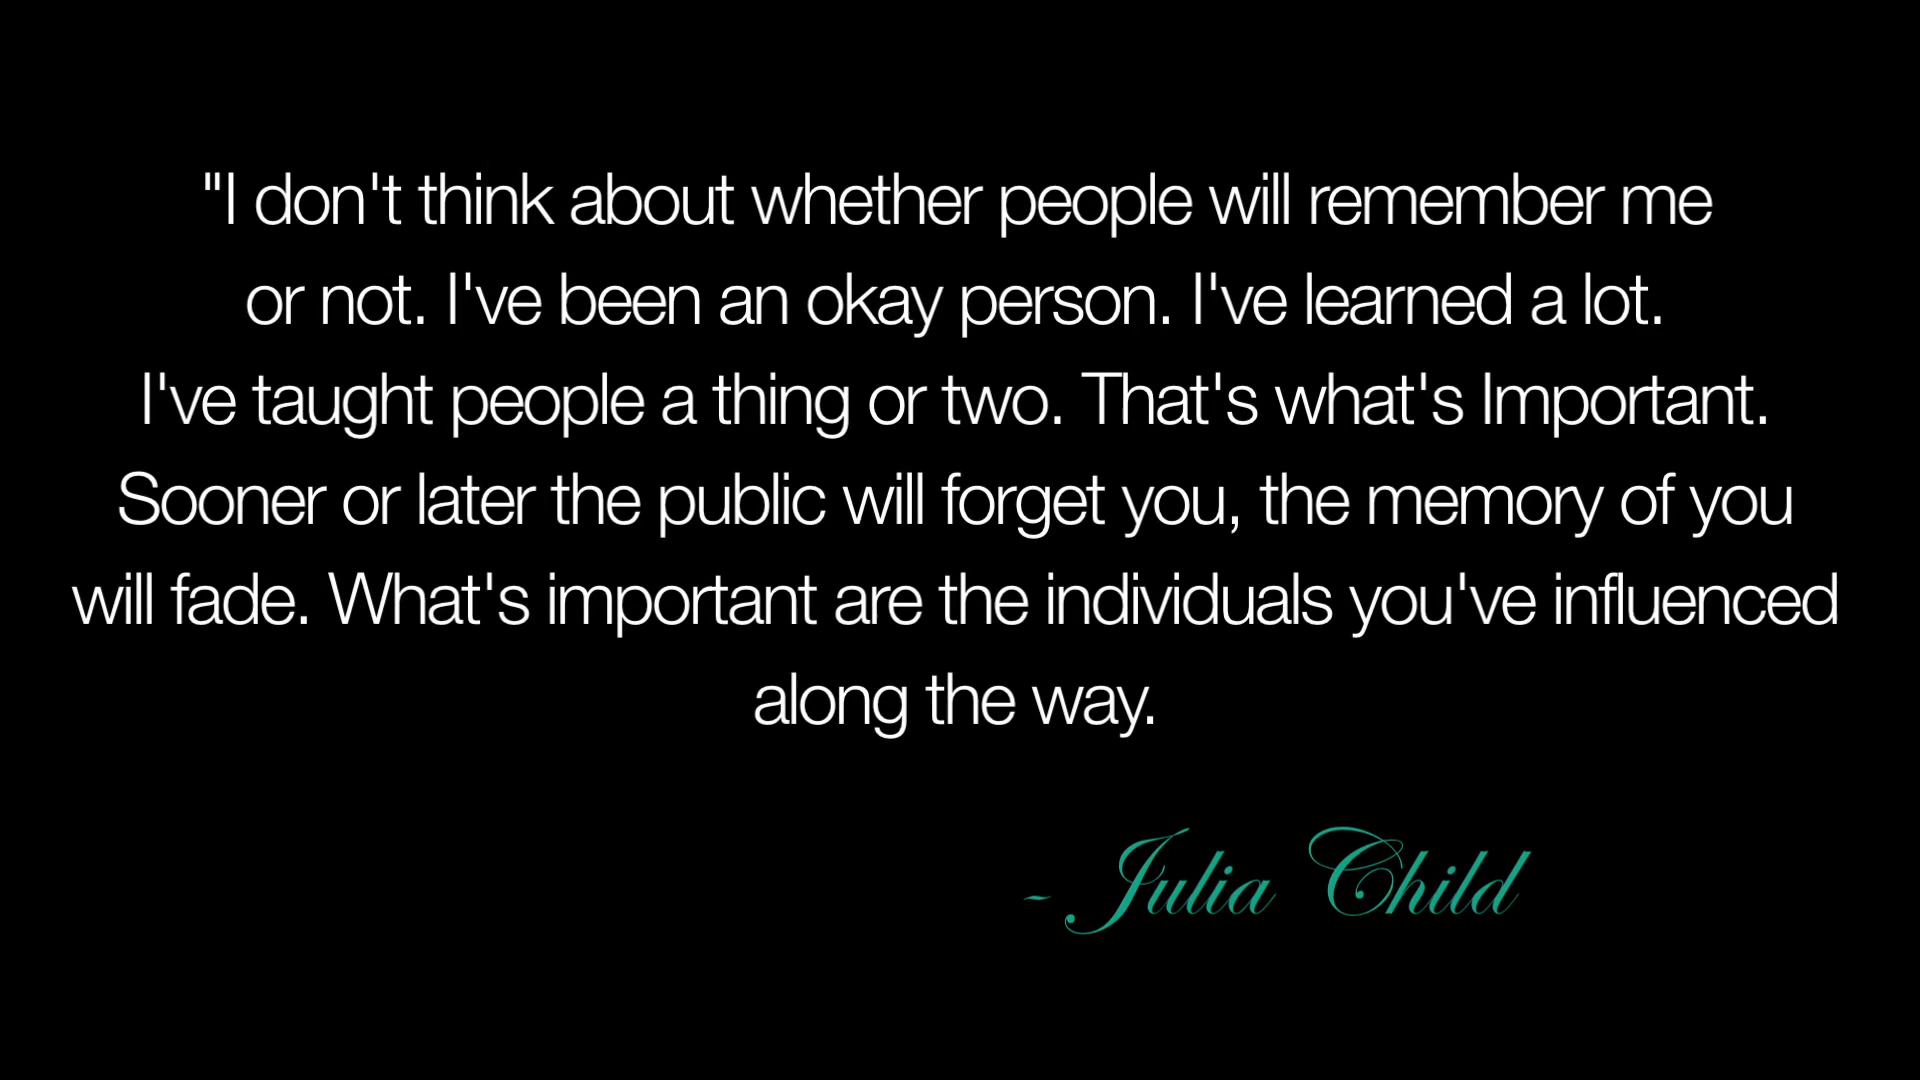 "I don't think about whether people will remember me
or not. I've been an okay person. I've learned a lot.
I've taught people a thing or two. That's what's Important.
Sooner or later the public will forget you, the memory of you
will fade. What's important are the individuals you've influenced
along the way.
- Julia Child